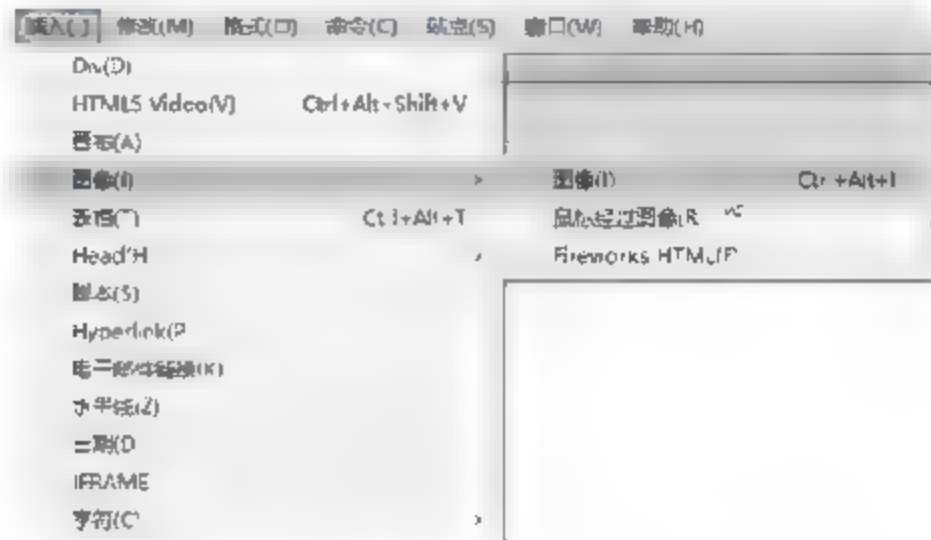 插入(I) 修改(M) 格式(O) 命令(C) 站点(S) 窗口(W) 帮助(H)
Div(D)
HTML5 Video(V) Ctrl+Alt+Shift+V
画布(A)
图像(I) 图像(I) Ctrl+Alt+I
表格(T) Ctrl+Alt+T 鼠标经过图像(R)
Head(H) Fireworks HTML(F)
脚本(S)
Hyperlink(P)
电子邮件链接(K)
水平线(Z)
日期(D)
IFRAME
字符(C)